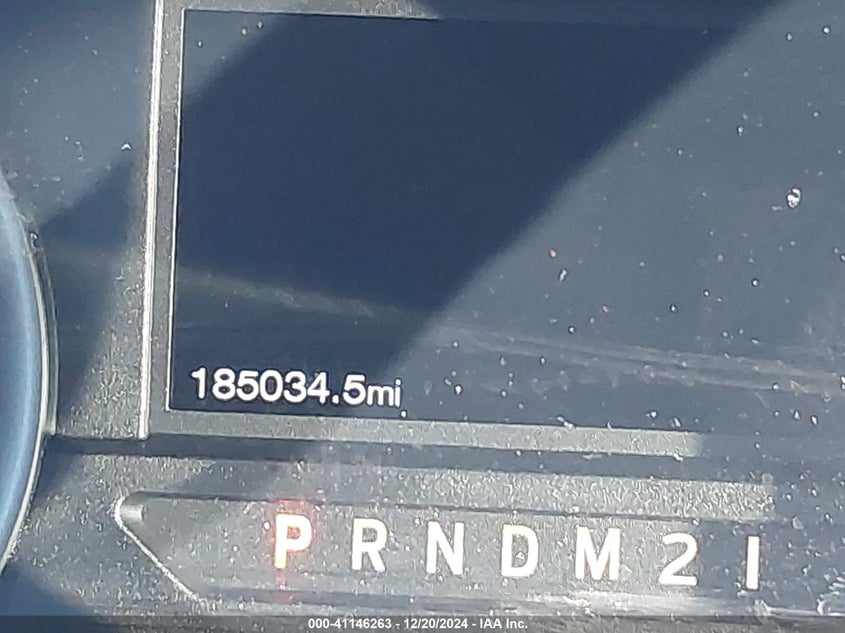 185034.5mi
P R N D M 2 1
000-41146263 - 12/20/2024 - IAA Inc.